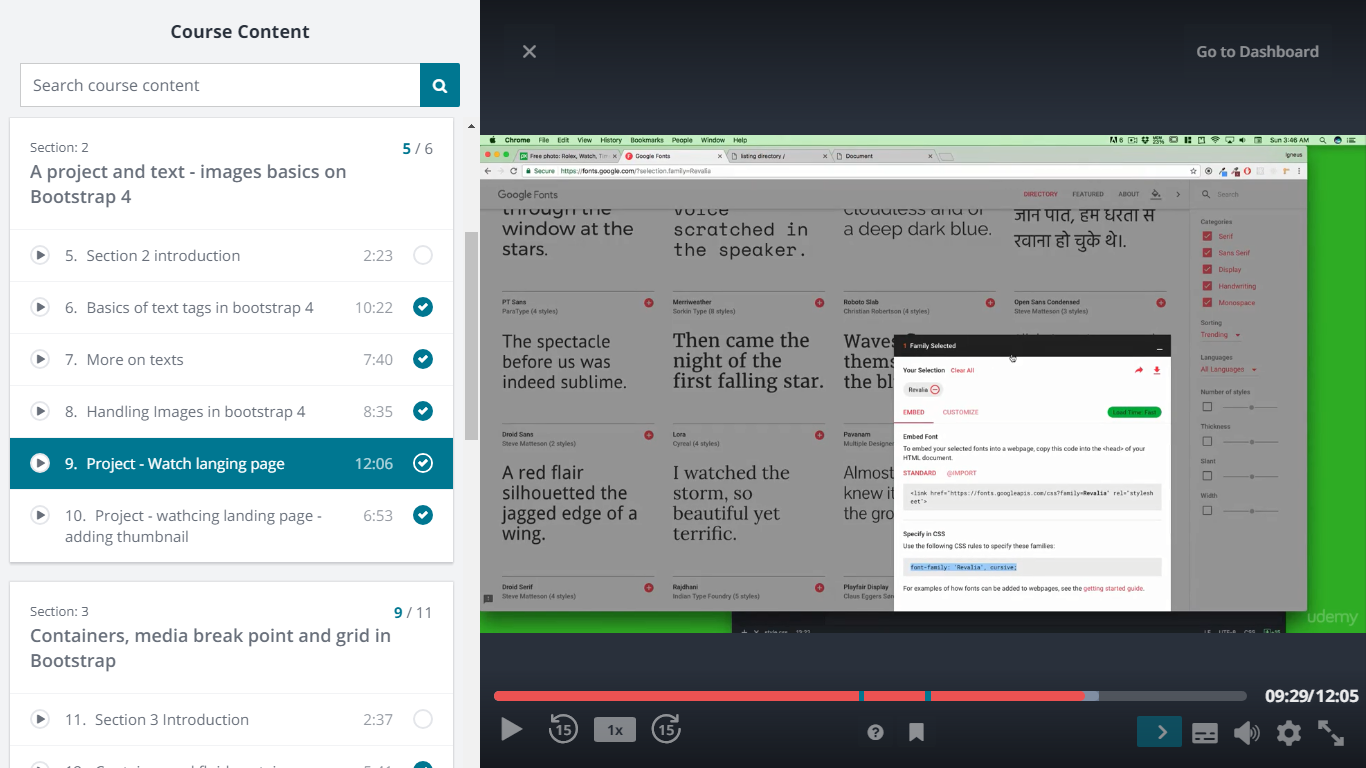 Course Content
Search course content
Section: 2
5 / 6
A project and text - images basics on
Bootstrap 4
5. Section 2 introduction 2:23
6. Basics of text tags in bootstrap 4 10:22
7. More on texts 7:40
8. Handling Images in bootstrap 4 8:35
9. Project - Watch langing page 12:06
10. Project - wathcing landing page -
adding thumbnail 6:53
Section: 3
9 / 11
Containers, media break point and grid in
Bootstrap
11. Section 3 Introduction 2:37
Go to Dashboard
Chrome File Edit View History Bookmarks People Window Help
Sun 3:46 AM
Free photo: Rolex, Watch,
Google Fonts
listing directory /
Document
Igneus
Secure https://fonts.google.com/?selection.family=Revalia
Google Fonts
DIRECTORY FEATURED ABOUT
Search
through the
window at the
stars.
voice
scratched in
the speaker.
cloudless and of
a deep dark blue.
जान पात, हम धरता स
रवाना हो चुके थे।.
PT Sans
ParaType (4 styles)
Merriweather
Sorkin Type (8 styles)
Roboto Slab
Christian Robertson (4 styles)
Open Sans Condensed
Steve Matteson (3 styles)
The spectacle
before us was
indeed sublime.
Then came the
night of the
first falling star.
Waves
thems
the bl
Droid Sans
Steve Matteson (2 styles)
Lora
Cyreal (4 styles)
Pavanam
Multiple Designer
A red flair
silhouetted the
jagged edge of a
wing.
I watched the
storm, so
beautiful yet
terrific.
Almost
knew it
the gro
Droid Serif
Steve Matteson (4 styles)
Rajdhani
Indian Type Foundry (5 styles)
Playfair Display
Claus Eggers Sø
1 Family Selected
Your Selection Clear All
Revalia
EMBED CUSTOMIZE
Load Time: Fast
Embed Font
To embed your selected fonts into a webpage, copy this code into the <head> of your
HTML document.
STANDARD @IMPORT
<link href="https://fonts.googleapis.com/css?family=Revalia" rel="stylesh
eet">
Specify in CSS
Use the following CSS rules to specify these families:
font-family: 'Revalia', cursive;
For examples of how fonts can be added to webpages, see the getting started guide.
Categories
Serif
Sans Serif
Display
Handwriting
Monospace
Sorting
Trending
Languages
All Languages
Number of styles
Thickness
Slant
Width
udemy
09:29/12:05
15
1x
15